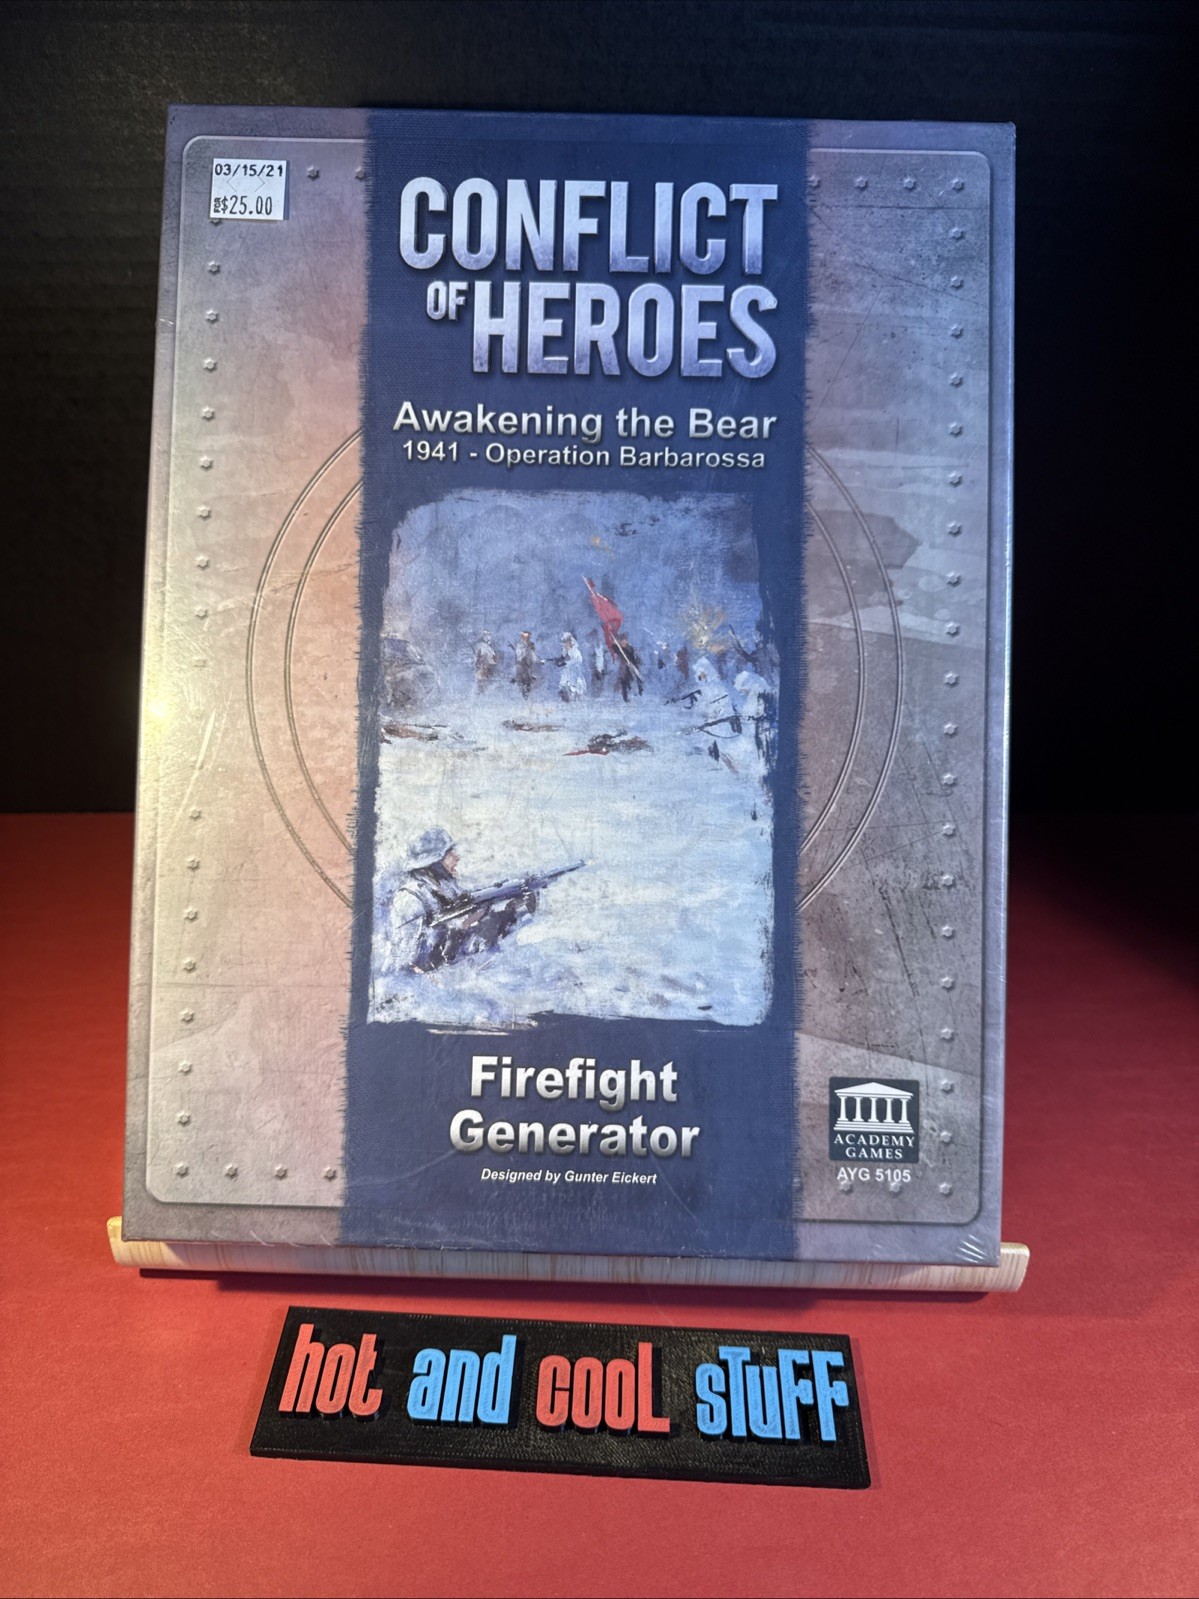 03/15/21
$25.00
CONFLICT
OF HEROES
Awakening the Bear
1941 - Operation Barbarossa
Firefight
Generator
Designed by Gunter Eickert
ACADEMY
GAMES
AYG 5105
hot and cool stuff